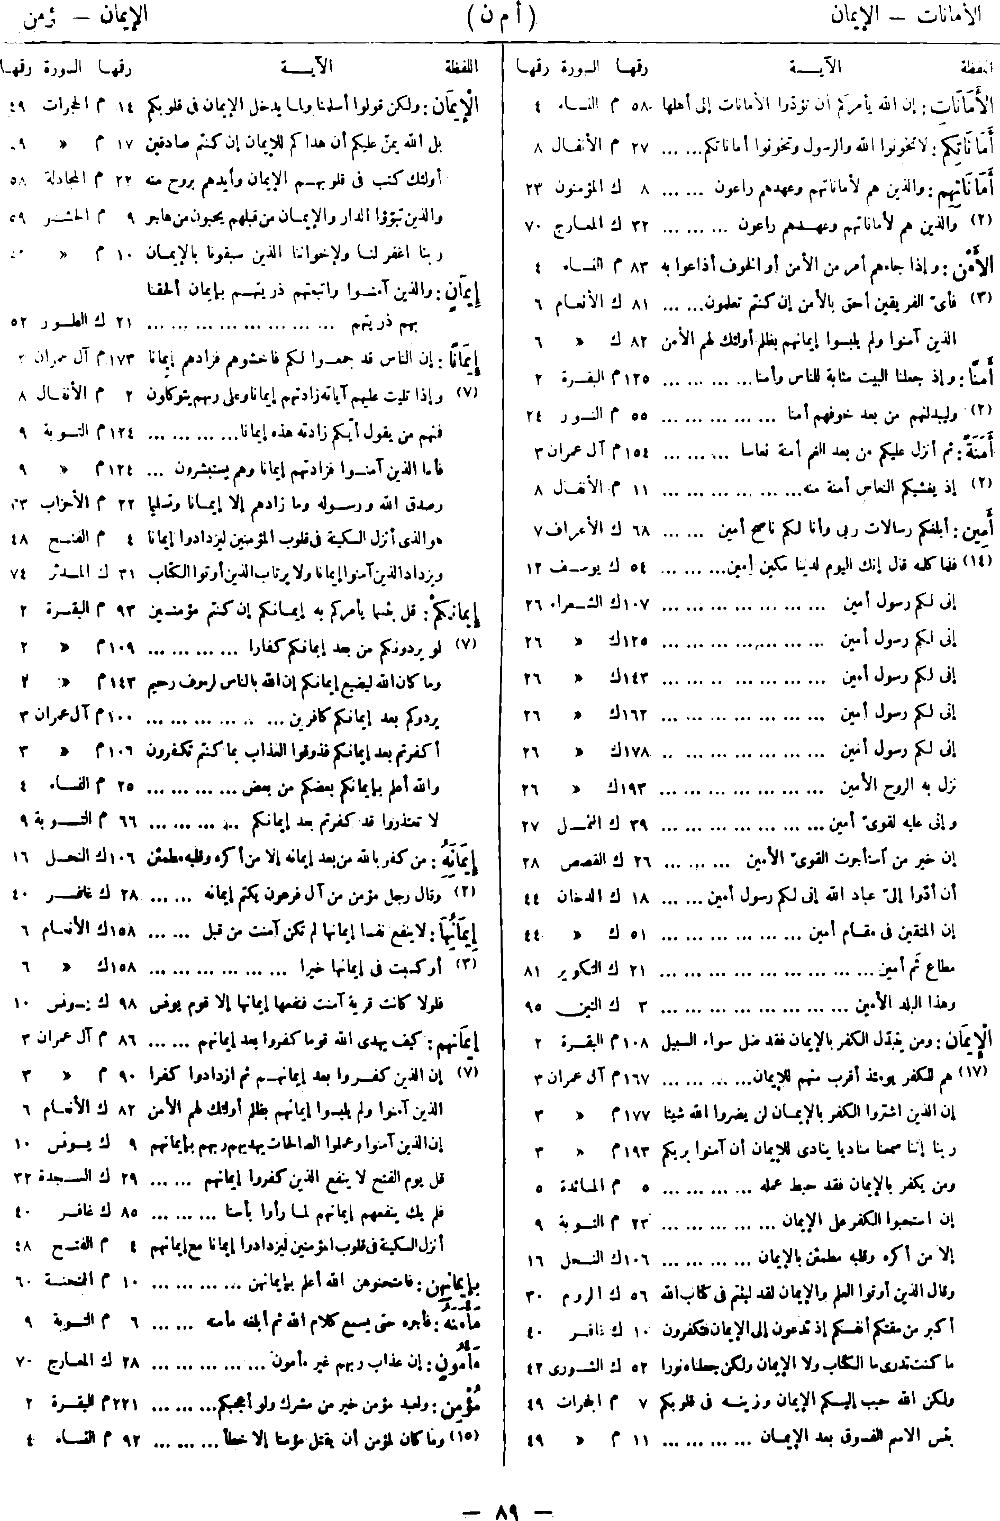 الأمانات — الإيمان (أ م ن) الإيمان — مؤمن
اللفظة الآية رقمها السورة رقمها
الأَمَانَاتِ: إن الله يأمركم أن تؤدّوا الأمانات إلى أهلها ٥٨ م النساء ٤
أَمَانَاتِكُم: لا تخونوا الله والرسول وتخونوا أماناتكم... ... ٢٧ م الأنفال ٨
أَمَانَاتِهِم: والذين هم لأماناتهم وعهدهم راعون ... ... ٨ ك المؤمنون ٢٣
(٢) والذين هم لأماناتهم وعهدهم راعون ... ... ... ٣٢ ك المعارج ٧٠
الأَمْن: وإذا جاءهم أمر من الأمن أو الخوف أذاعوا به ٨٣ م النساء ٤
(٣) فأىّ الفريقين أحق بالأمن إن كنتم تعلمون... ... ٨١ ك الأنعام ٦
الذين آمنوا ولم يلبسوا إيمانهم بظلم أولئك لهم الأمن ٨٢ ك » ٦
أَمْنًا: وإذ جعلنا البيت مثابة للناس وأمنا... ... ... ... ١٢٥ م البقرة ٢
(٢) وليبدلنهم من بعد خوفهم أمنا ... ... ... ... ٥٥ م النور ٢٤
أَمَنَةً: ثم أنزل عليكم من بعد الغم أمنة نعاسا ... ... ... ١٥٤ م آل عمران ٣
(٢) إذ يغشيكم النعاس أمنة منه... ... ... ... ... ... ١١ م الأنفال ٨
أَمِين: أبلغكم رسالات ربى وأنا لكم ناصح أمين ... ... ٦٨ ك الأعراف ٧
(١٤) فلما كلمه قال إنك اليوم لدينا مكين أمين... ... ... ٥٤ ك يوسف ١٢
إنى لكم رسول أمين ... ... ... ... ... ... ١٠٧ ك الشعراء ٢٦
إنى لكم رسول أمين ... ... ... ... ... ... ١٢٥ ك » ٢٦
إنى لكم رسول أمين ... ... ... ... ... ... ١٤٣ ك » ٢٦
إنى لكم رسول أمين ... ... ... ... ... ... ١٦٢ ك » ٢٦
إنى لكم رسول أمين ... ... ... ... ... ... ١٧٨ ك » ٢٦
نزل به الروح الأمين ... ... ... ... ... ... ١٩٣ ك » ٢٦
وإنى عليه لقوىّ أمين... ... ... ... ... ... ٣٩ ك النمل ٢٧
إن خير من آستأجرت القوىّ الأمين ... ... ... ٢٦ ك القصص ٢٨
أن أدّوا إلىّ عباد الله إنى لكم رسول أمين... ... ١٨ ك الدخان ٤٤
إن المتقين فى مقام أمين ... ... ... ... ... ... ٥١ ك » ٤٤
مطاع ثَم أمين... ... ... ... ... ... ... ... ٢١ ك التكوير ٨١
وهذا البلد الأمين ... ... ... ... ... ... ... ٣ ك التين ٩٥
الْإِيمَان: ومن يتبدّل الكفر بالإيمان فقد ضل سواء السبيل ١٠٨ م البقرة ٢
(١٧) هم للكفر يومئذ أقرب منهم للإيمان... ... ... ... ١٦٧ م آل عمران ٣
إن الذين اشتروا الكفر بالإيمان لن يضروا الله شيئا ١٧٧ م » ٣
ربنا إننا سمعنا مناديا ينادى للإيمان أن آمنوا بربكم ١٩٣ م » ٣
ومن يكفر بالإيمان فقد حبط عمله ... ... ... ... ٥ م المائدة ٥
إن استحبوا الكفر على الإيمان ... ... ... ... ... ٢٣ م التوبة ٩
إلا من أكره وقلبه مطمئن بالإيمان ... ... ... ... ١٠٦ ك النحل ١٦
وقال الذين أوتوا العلم والإيمان لقد لبثتم فى كتاب الله ٥٦ ك الروم ٣٠
أكبر من مقتكم أنفسكم إذ تدعون إلى الإيمان فتكفرون ١٠ ك غافر ٤٠
ما كنت تدرى ما الكتاب ولا الإيمان ولكن جعلناه نورا ٥٢ ك الشورى ٤٢
ولكن الله حبب إليكم الإيمان وزينه فى قلوبكم ٧ م الحجرات ٤٩
بئس الاسم الفسوق بعد الإيمان ... ... ... ... ١١ م » ٤٩
اللفظة الآية رقمها السورة رقمها
الْإِيمَان: ولكن قولوا أسلمنا ولما يدخل الإيمان فى قلوبكم ١٤ م الحجرات ٤٩
بل الله يمنّ عليكم أن هداكم للإيمان إن كنتم صادقين ١٧ م »
أولئك كتب فى قلوبهم الإيمان وأيدهم بروح منه ٢٢ م المجادلة ٥٨
والذين تبوّؤا الدار والإيمان من قبلهم يحبون من هاجر ٩ م الحشر ٥٩
ربنا اغفر لنا ولإخواننا الذين سبقونا بالإيمان ١٠ م »
إِيمَانٍ: والذين آمنوا واتبعتهم ذريتهم بإيمان ألحقنا
بهم ذريتهم ... ... ... ... ... ... ... ٢١ ك الطور ٥٢
إِيمَانًا: إن الناس قد جمعوا لكم فاخشوهم فزادهم إيمانا ١٧٣ م آل عمران
(٧) وإذا تليت عليهم آياته زادتهم إيمانا وعلى ربهم يتوكلون ٢ م الأنفال ٨
فمنهم من يقول أيّكم زادته هذه إيمانا... ... ... ... ١٢٤ م التوبة ٩
فأما الذين آمنوا فزادتهم إيمانا وهم يستبشرون ... ١٢٤ م » ٩
وصدق الله ورسوله وما زادهم إلا إيمانا وتسليما ٢٢ م الأحزاب
هو الذى أنزل السكينة فى قلوب المؤمنين ليزدادوا إيمانا ٤ م الفتح ٤٨
ويزداد الذين آمنوا إيمانا ولا يرتاب الذين أوتوا الكتاب ٣١ ك المدثر ٧٤
إِيمَانِكُمْ: قل بئسما يأمركم به إيمانكم إن كنتم مؤمنين ٩٣ م البقرة ٢
(٧) لو يردونكم من بعد إيمانكم كفارا ... ... ... ... ١٠٩ م » ٢
وما كان الله ليضيع إيمانكم إن الله بالناس لرءوف رحيم ١٤٣ م » ٢
يردوكم بعد إيمانكم كافرين ... ... ... ... ... ١٠٠ م آل عمران ٣
أكفرتم بعد إيمانكم فذوقوا العذاب بما كنتم تكفرون ١٠٦ م » ٣
والله أعلم بإيمانكم بعضكم من بعض ... ... ... ... ٢٥ م النساء ٤
لا تعتذروا قد كفرتم بعد إيمانكم ... ... ... ... ٦٦ م التوبة ٩
إِيمَانِهِ: من كفر بالله من بعد إيمانه إلا من أكره وقلبه مطمئن ١٠٦ ك النحل ١٦
(٢) وقال رجل مؤمن من آل فرعون يكتم إيمانه ... ... ٢٨ ك غافر ٤٠
إِيمَانُهَا: لا ينفع نفسا إيمانها لم تكن آمنت من قبل ... ... ١٥٨ ك الأنعام ٦
(٣) أو كسبت فى إيمانها خيرا ... ... ... ... ... ١٥٨ ك » ٦
فلولا كانت قرية آمنت فنفعها إيمانها إلا قوم يونس ٩٨ ك يونس ١٠
إِيمَانِهِم: كيف يهدى الله قوما كفروا بعد إيمانهم ... ... ٨٦ م آل عمران ٣
(٧) إن الذين كفروا بعد إيمانهم ثم ازدادوا كفرا ٩٠ م » ٣
الذين آمنوا ولم يلبسوا إيمانهم بظلم أولئك لهم الأمن ٨٢ ك الأنعام ٦
إن الذين آمنوا وعملوا الصالحات يهديهم ربهم بإيمانهم ٩ ك يونس ١٠
قل يوم الفتح لا ينفع الذين كفروا إيمانهم ... ... ٢٩ ك السجدة ٣٢
فلم يك ينفعهم إيمانهم لما رأوا بأسنا ... ... ... ٨٥ ك غافر ٤٠
أنزل السكينة فى قلوب المؤمنين ليزدادوا إيمانا مع إيمانهم ٤ م الفتح ٤٨
بِإِيمَانِهِن: فامتحنوهن الله أعلم بإيمانهن ... ... ... ... ١٠ م الممتحنة ٦٠
مَأْمَنَهُ: فأجره حتى يسمع كلام الله ثم أبلغه مأمنه ... ... ٦ م التوبة ٩
مَأْمُونٍ: إن عذاب ربهم غير مأمون... ... ... ... ... ٢٨ ك المعارج ٧٠
مُؤْمِن: ولعبد مؤمن خير من مشرك ولو أعجبكم... ... ... ٢٢١ م البقرة ٢
(١٥) وما كان لمؤمن أن يقتل مؤمنا إلا خطأ ... ... ... ٩٢ م النساء ٤
— ٨٩ —